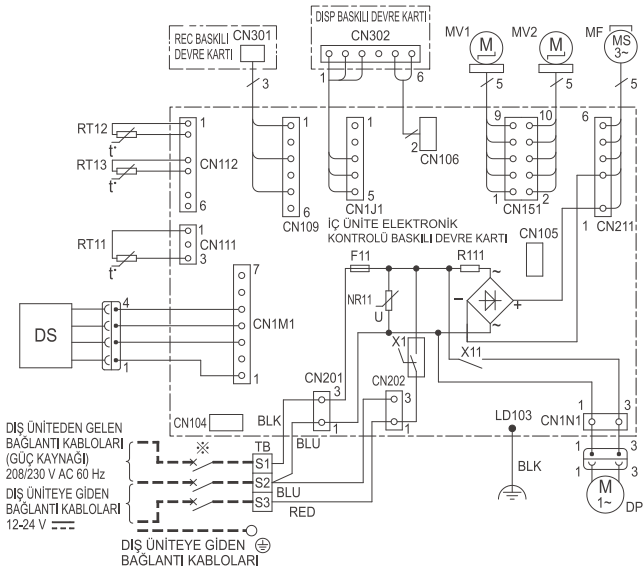 REC BASKILI
DEVRE KARTI
CN301
3
DISP BASKILI DEVRE KARTI
CN302
1
6
MV1
M
5
MV2
M
5
MF
MS
3~
5
RT12
t°
RT13
t°
1
CN112
6
RT11
t°
1
CN111
3
1
6
CN109
1
5
CN1J1
2
CN106
9
10
1
2
CN151
6
1
CN211
İÇ ÜNİTE ELEKTRONİK
KONTROLÜ BASKILI DEVRE KARTI
CN105
F11
R111
NR11
U
~
-
+
~
X1
X11
DS
4
1
7
CN1M1
1
CN201
3
1
CN202
3
1
CN104
BLK
BLU
LD103
BLK
1
3
CN1N1
1
3
M
1~
DP
DIŞ ÜNİTEDEN GELEN
BAĞLANTI KABLOLARI
(GÜÇ KAYNAĞI)
208/230 V AC 60 Hz
DIŞ ÜNİTEYE GİDEN
BAĞLANTI KABLOLARI
12-24 V
※
TB
S1
S2
S3
BLU
RED
DIŞ ÜNİTEYE GİDEN
BAĞLANTI KABLOLARI